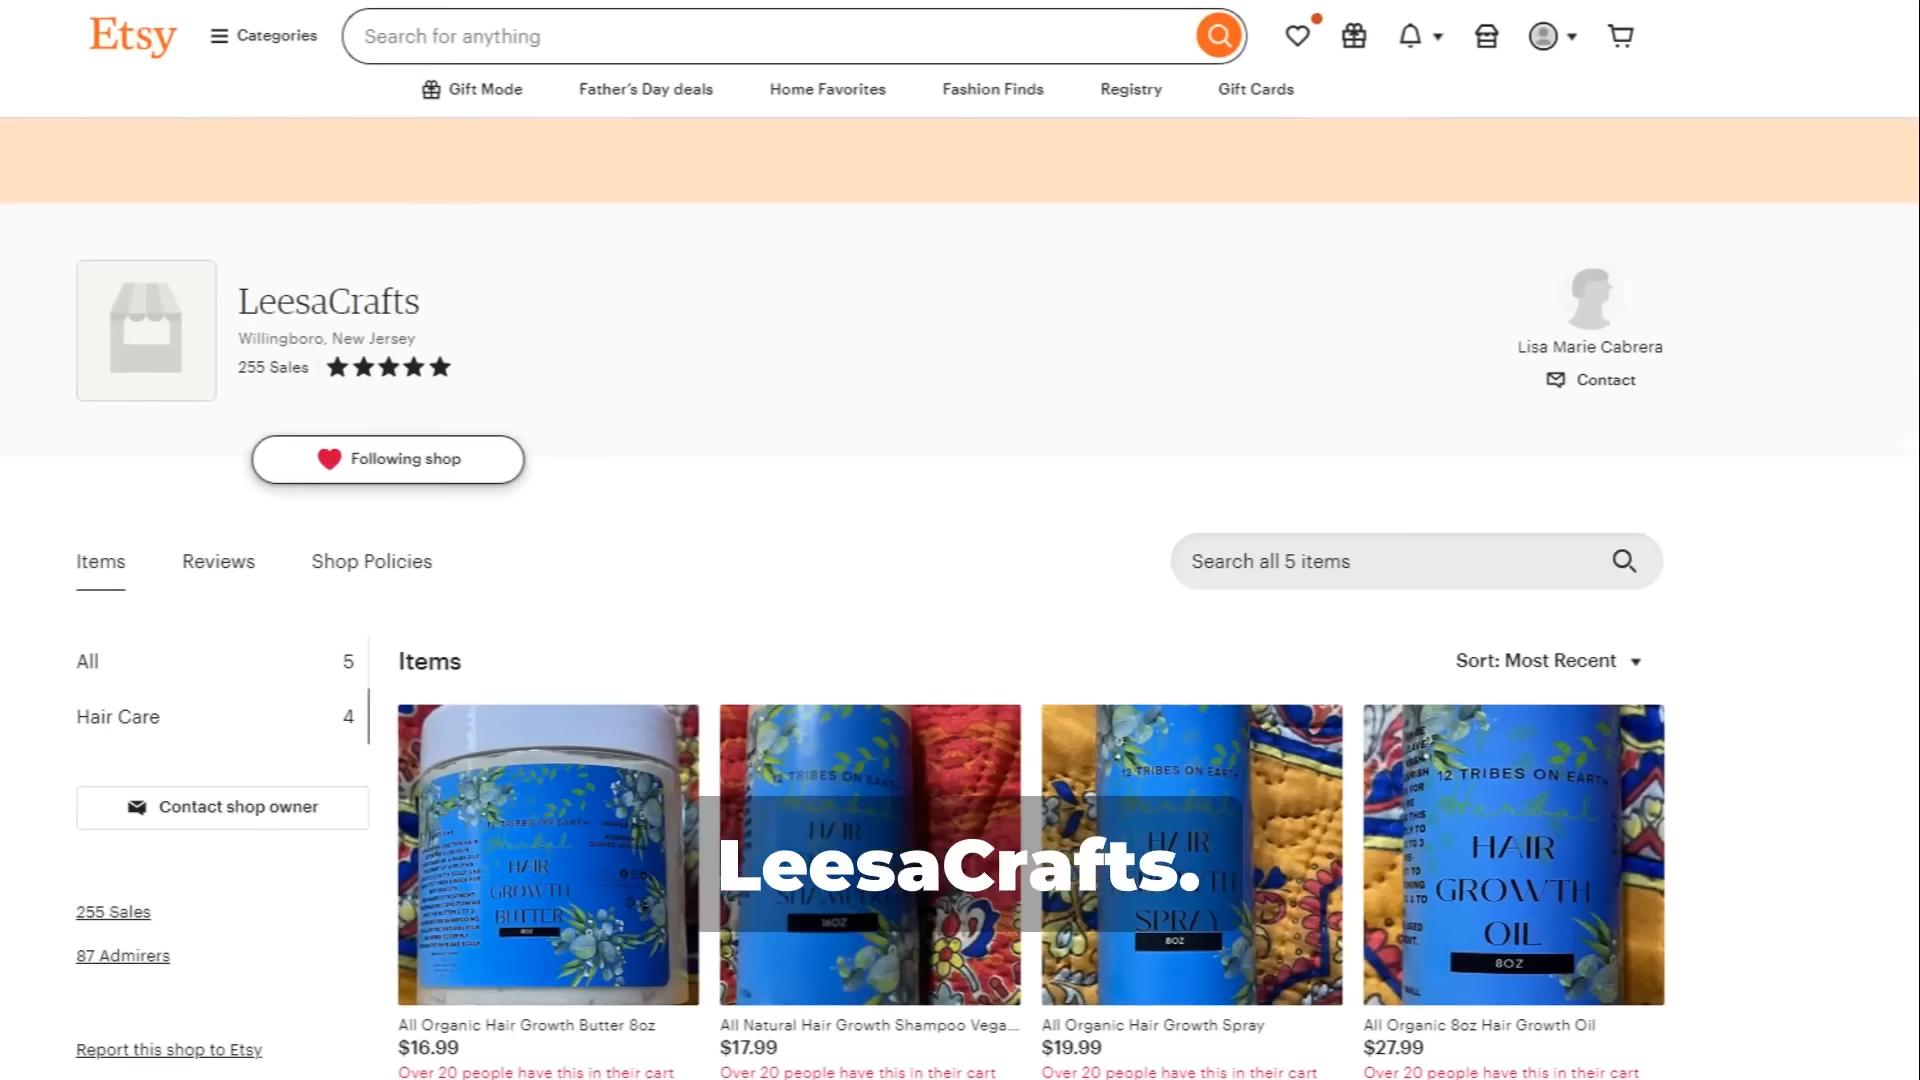 Etsy
Categories
Search for anything
Gift Mode
Father's Day deals
Home Favorites
Fashion Finds
Registry
Gift Cards
LeesaCrafts
Willingboro, New Jersey
255 Sales
Lisa Marie Cabrera
Contact
Following shop
Items
Reviews
Shop Policies
Search all 5 items
All 5
Hair Care 4
Contact shop owner
255 Sales
87 Admirers
Report this shop to Etsy
Items
Sort: Most Recent
12 TRIBES ON EARTH
Herbal
HAIR
GROWTH
BUTTER
8OZ
12 TRIBES ON EARTH
Herbal
HAIR
SHAMPOO
16OZ
12 TRIBES ON EARTH
Herbal
HAIR
SPRAY
8OZ
12 TRIBES ON EARTH
Herbal
HAIR
GROWTH
OIL
8OZ
LeesaCrafts.
All Organic Hair Growth Butter 8oz
$16.99
Over 20 people have this in their cart
All Natural Hair Growth Shampoo Vega...
$17.99
Over 20 people have this in their cart
All Organic Hair Growth Spray
$19.99
Over 20 people have this in their cart
All Organic 8oz Hair Growth Oil
$27.99
Over 20 people have this in their cart